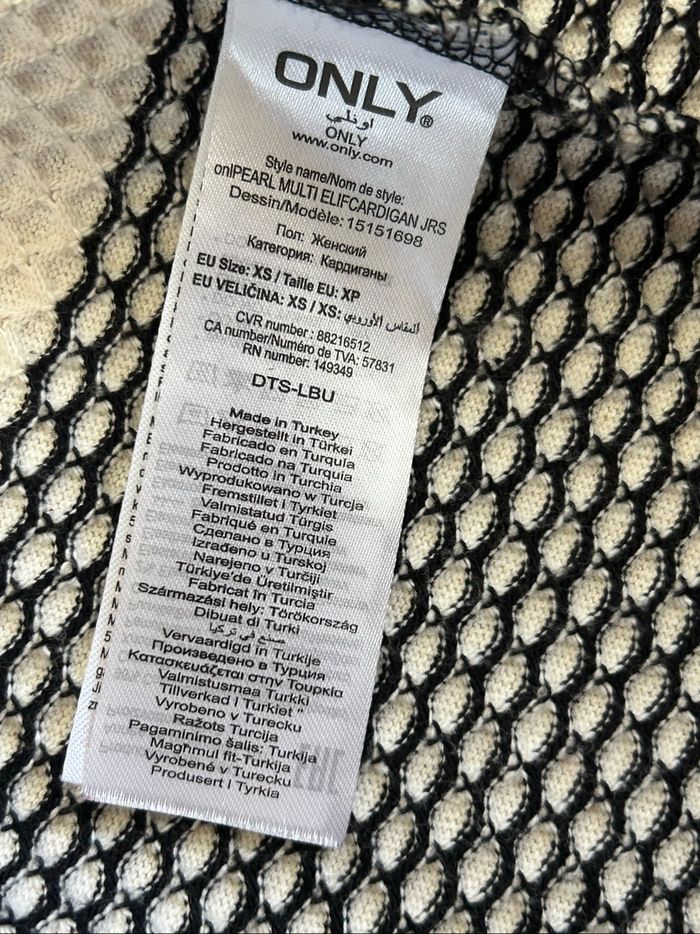 ONLY®
اونلي
ONLY
www.only.com
Style name/Nom de style:
onlPEARL MULTI ELIFCARDIGAN JRS
Dessin/Modèle:15151698
Пол: Женский
Категория: Кардиганы
EU Size: XS / Taille EU: XP
EU VELIČINA: XS / XS: المقاس الأوروبي
CVR number : 88216512
CA number/Numéro de TVA: 57831
RN number: 149349
DTS-LBU
Made in Turkey
Hergestellt in Türkei
Fabricado en Turquía
Fabricado na Turquia
Prodotto in Turchia
Wyprodukowano w Turcja
Fremstillet i Tyrkiet
Valmistatud Türgis
Fabriqué en Turquie
Сделано в Турция
Izrađeno u Turskoj
Narejeno v Turčiji
Türkiye'de Üretilmiştir
Fabricat în Turcia
Származási hely: Törökország
Dibuat di Turki
صنع في تركيا
Vervaardigd in Turkije
Произведено в Турция
Κατασκευάζεται στην Τουρκία
Valmistusmaa Turkki
Tillverkad i Turkiet "
Vyrobeno v Turecku
Ražots Turcija
Pagaminimo šalis: Turkija
Magħmul fit-Turkija
Vyrobené v Turecku
Produsert i Tyrkia